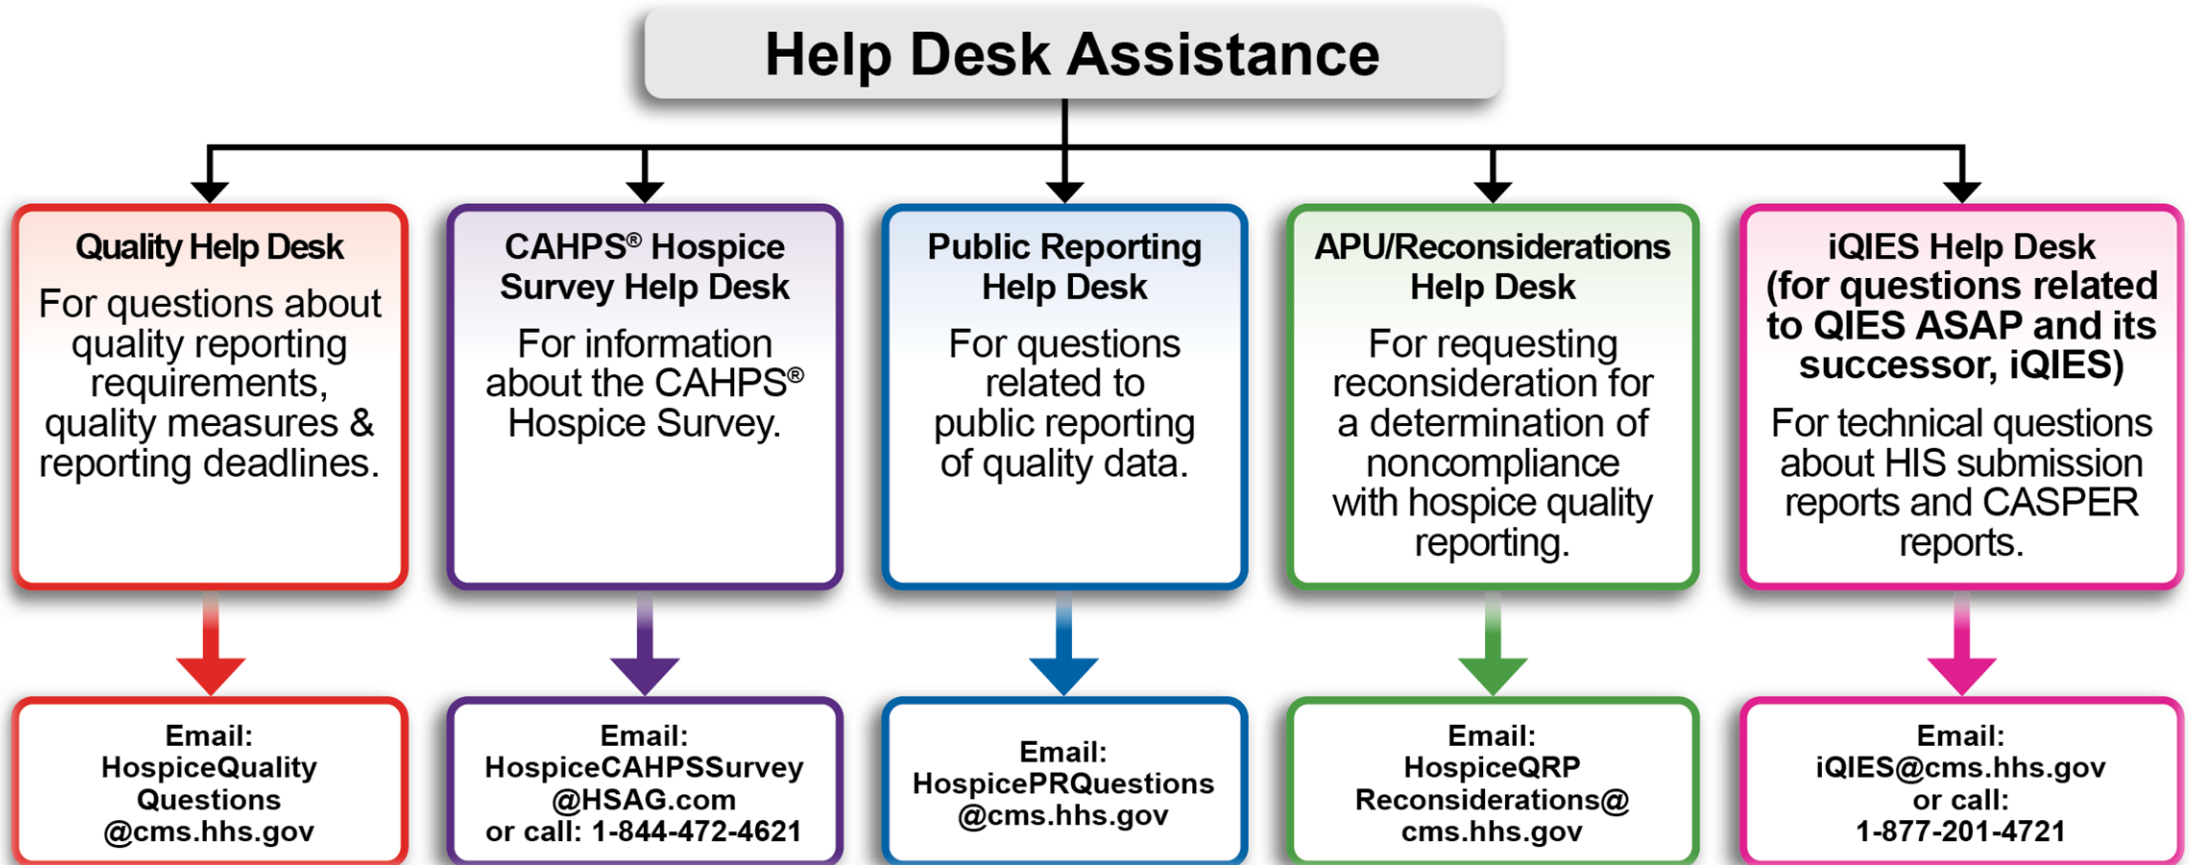 Help Desk Assistance
Quality Help Desk
For questions about
quality reporting
requirements,
quality measures &
reporting deadlines.
Email:
HospiceQuality
Questions
@cms.hhs.gov
CAHPS® Hospice
Survey Help Desk
For information
about the CAHPS®
Hospice Survey.
Email:
HospiceCAHPSSurvey
@HSAG.com
or call: 1-844-472-4621
Public Reporting
Help Desk
For questions
related to
public reporting
of quality data.
Email:
HospicePRQuestions
@cms.hhs.gov
APU/Reconsiderations
Help Desk
For requesting
reconsideration for
a determination of
noncompliance
with hospice quality
reporting.
Email:
HospiceQRP
Reconsiderations@
cms.hhs.gov
iQIES Help Desk
(for questions related
to QIES ASAP and its
successor, iQIES)
For technical questions
about HIS submission
reports and CASPER
reports.
Email:
iQIES@cms.hhs.gov
or call:
1-877-201-4721